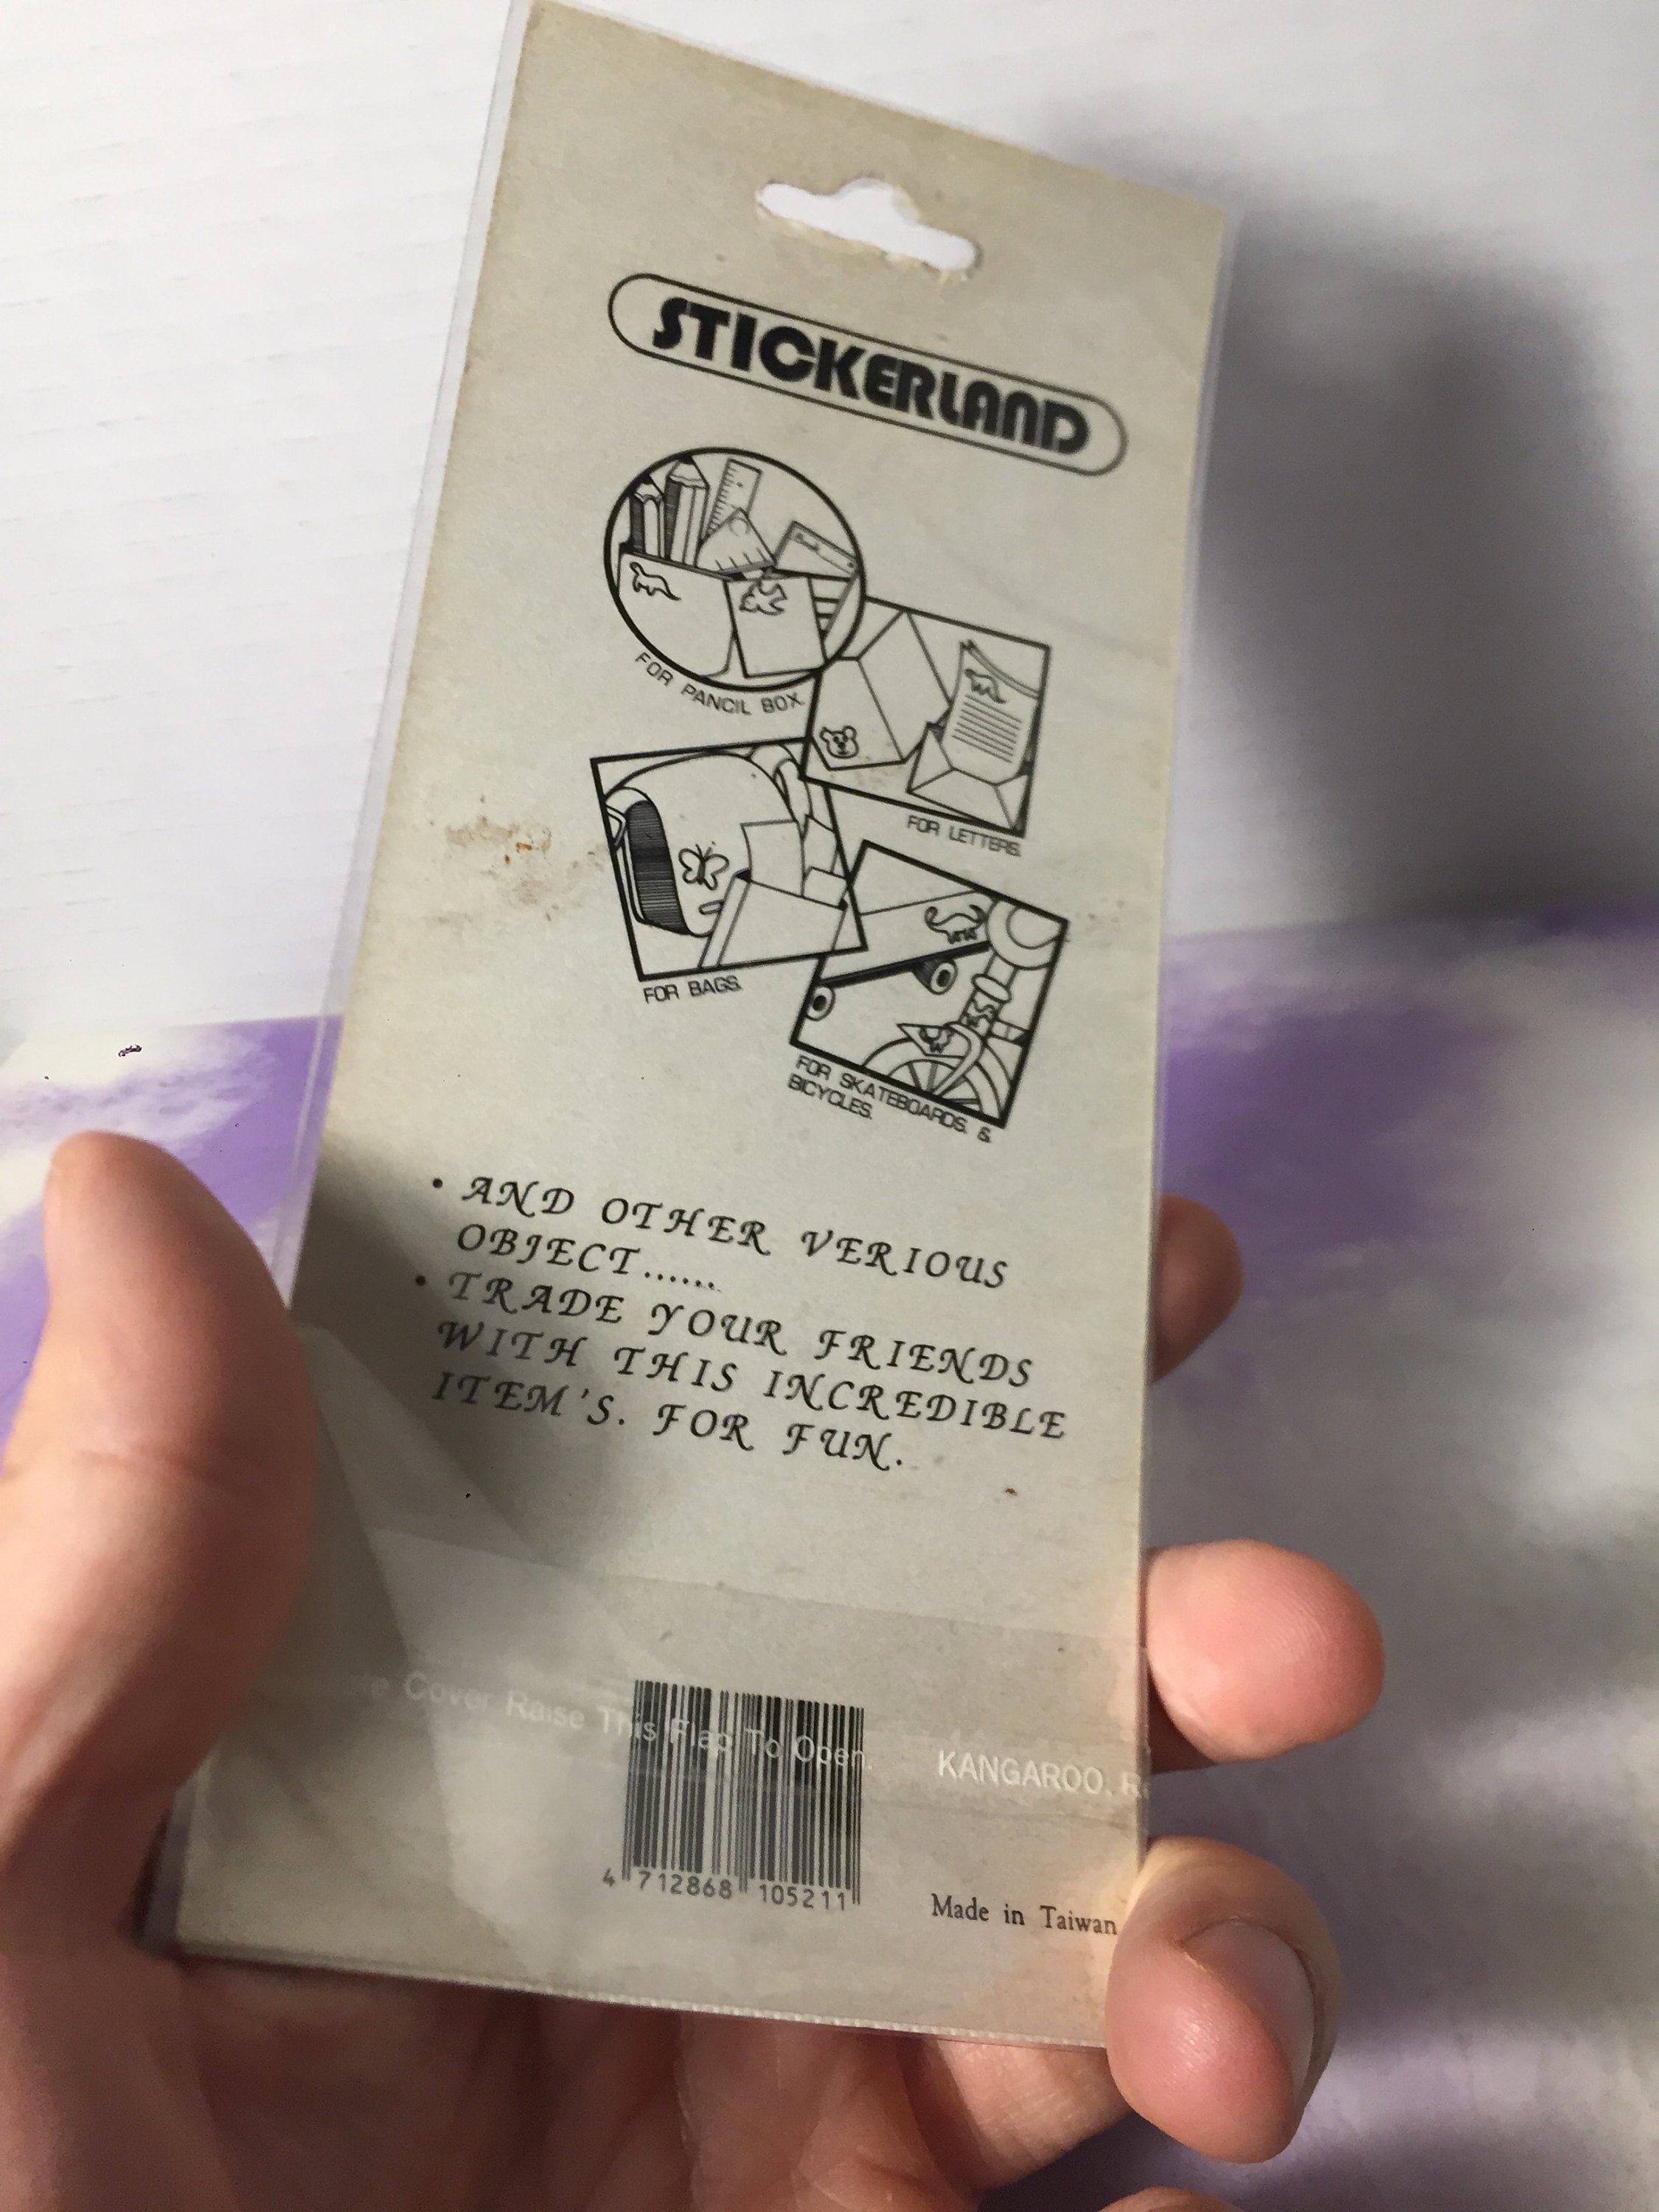 STICKERLAND
FOR PANCIL BOX.
FOR LETTERS.
FOR BAGS.
FOR SKATEBOARDS. &
BICYCLES.
• AND OTHER VERIOUS
OBJECT......
• TRADE YOUR FRIENDS
WITH THIS INCREDIBLE
ITEM'S. FOR FUN.
Cover Raise This Flap To Open. KANGAROO,
4 712868 105211
Made in Taiwan